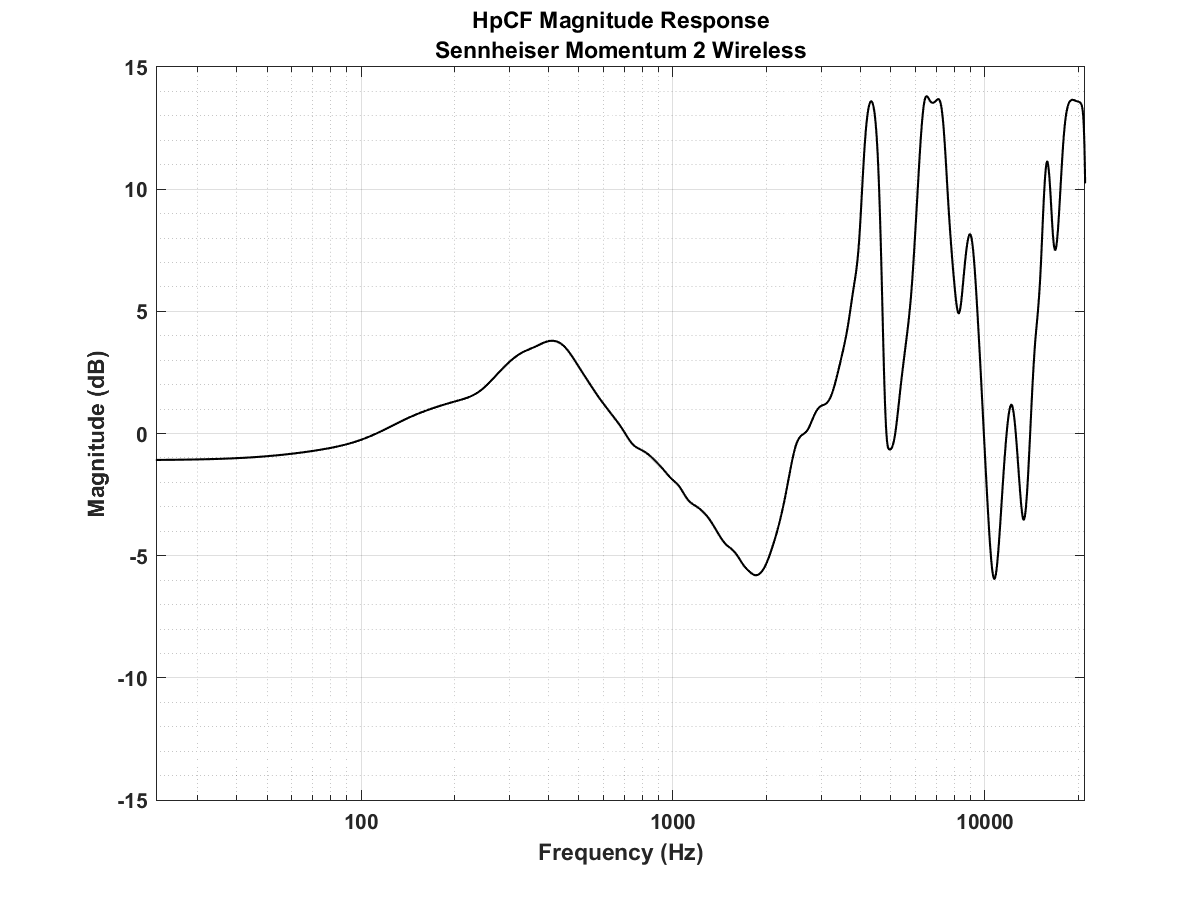 HpCF Magnitude Response
Sennheiser Momentum 2 Wireless
15
10
5
0
-5
-10
-15
Magnitude (dB)
100 1000 10000
Frequency (Hz)